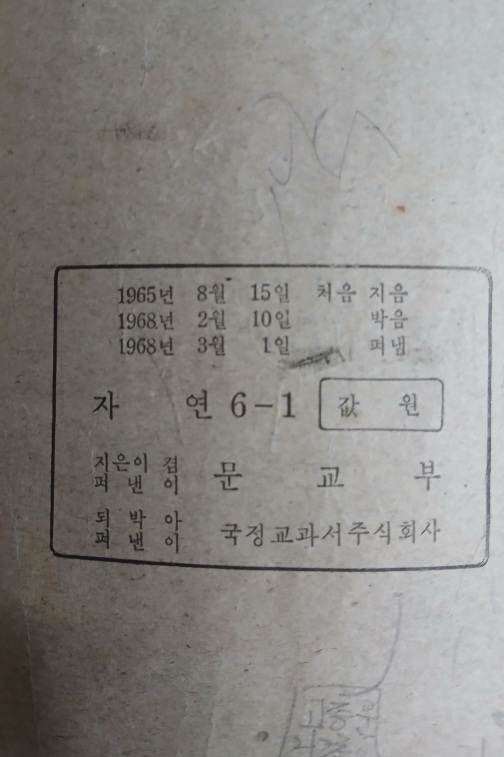 1965년 8월 15일 처음 지음
1968년 2월 10일 박음
1968년 3월 1일 펴냄
자 연 6-1 값 원
지은이 겸
펴 낸 이 문 교 부
되 박 아
펴 낸 이 국정교과서주식회사